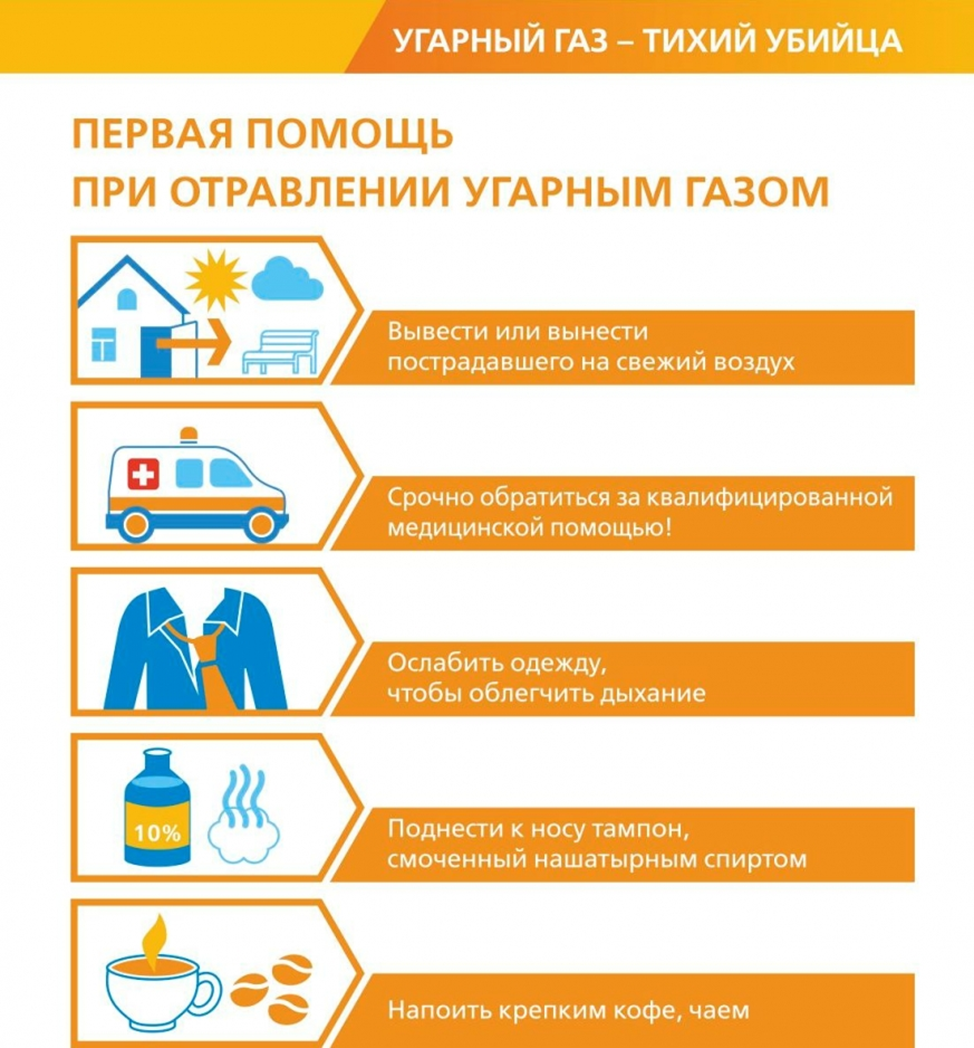 УГАРНЫЙ ГАЗ – ТИХИЙ УБИЙЦА
ПЕРВАЯ ПОМОЩЬ
ПРИ ОТРАВЛЕНИИ УГАРНЫМ ГАЗОМ
Вывести или вынести
пострадавшего на свежий воздух
Срочно обратиться за квалифицированной
медицинской помощью!
Ослабить одежду,
чтобы облегчить дыхание
10%
Поднести к носу тампон,
смоченный нашатырным спиртом
Напоить крепким кофе, чаем